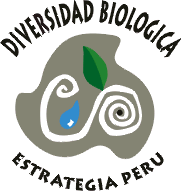 DIVERSIDAD BIOLOGICA
ESTRATEGIA PERU